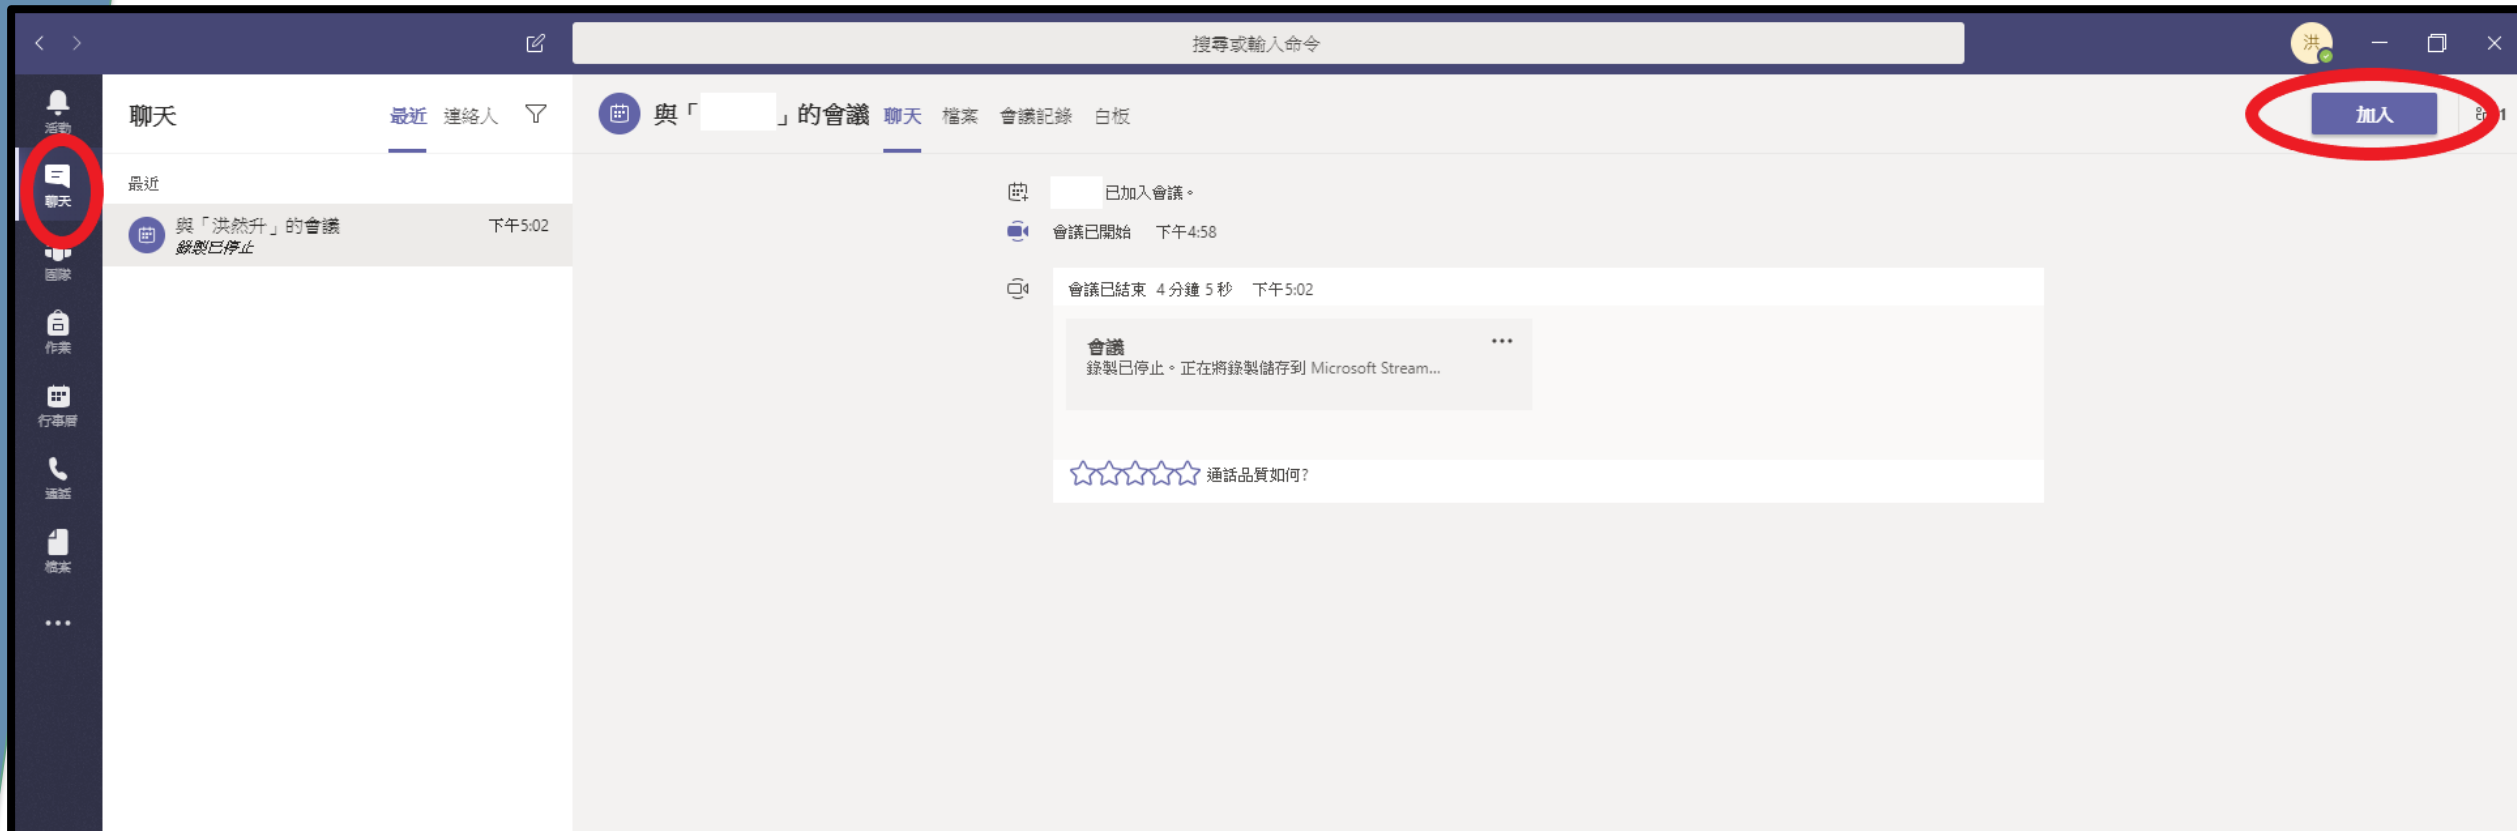 搜尋或輸入命令
洪
活動
聊天
團隊
作業
行事曆
通話
檔案
聊天 最近 連絡人
最近
與「洪然升」的會議 下午5:02
錄製已停止
與「 」的會議 聊天 檔案 會議記錄 白板
加入
已加入會議。
會議已開始 下午4:58
會議已結束 4 分鐘 5 秒 下午5:02
會議
錄製已停止。正在將錄製儲存到 Microsoft Stream...
通話品質如何?